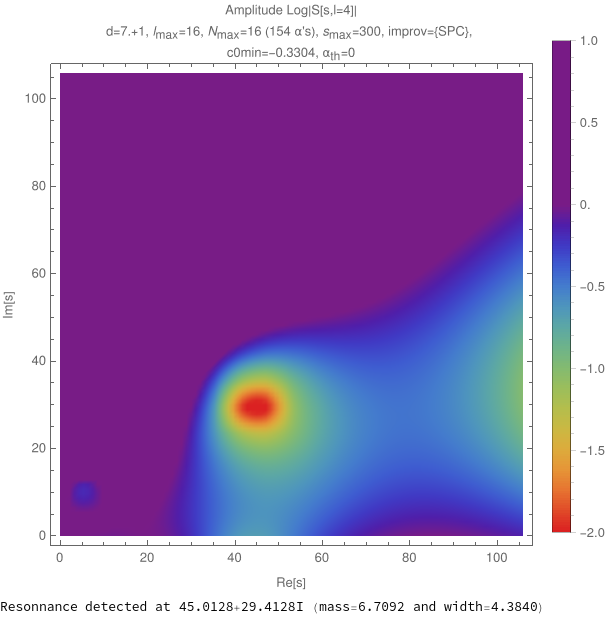 Amplitude Log|S[s,l=4]|
d=7.+1, lmax=16, Nmax=16 (154 α's), smax=300, improv={SPC},
c0min=−0.3304, αth=0
1.0
0.5
0.
−0.5
−1.0
−1.5
−2.0
100
80
60
40
20
0
Im[s]
0 20 40 60 80 100
Re[s]
Resonnance detected at 45.0128+29.4128I (mass=6.7092 and width=4.3840)